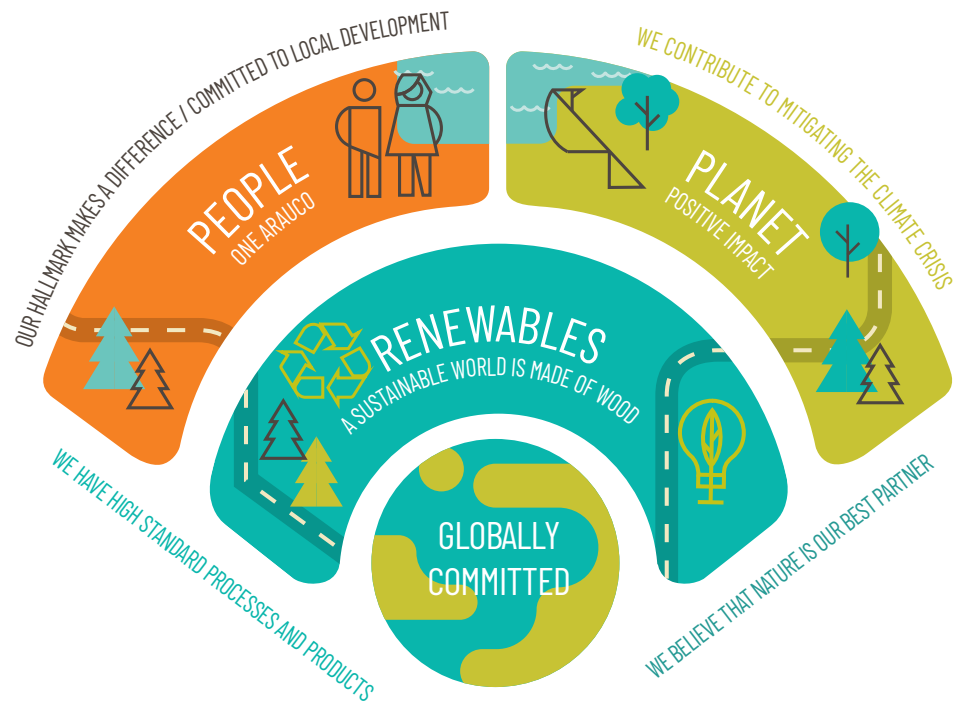 OUR HALLMARK MAKES A DIFFERENCE / COMMITTED TO LOCAL DEVELOPMENT
WE CONTRIBUTE TO MITIGATING THE CLIMATE CRISIS
PEOPLE
ONE ARAUCO
PLANET
POSITIVE IMPACT
RENEWABLES
A SUSTAINABLE WORLD IS MADE OF WOOD
GLOBALLY
COMMITTED
WE HAVE HIGH STANDARD PROCESSES AND PRODUCTS
WE BELIEVE THAT NATURE IS OUR BEST PARTNER